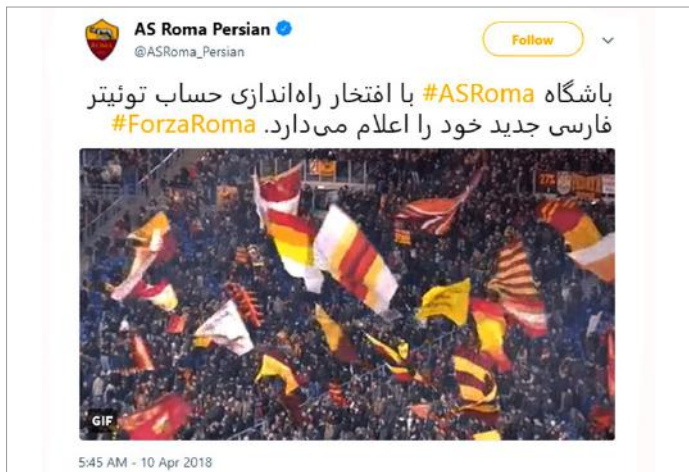 AS Roma Persian
@ASRoma_Persian
Follow
باشگاه #ASRoma با افتخار راه‌اندازی حساب توئیتر
فارسی جدید خود را اعلام می‌دارد. #ForzaRoma
27%
GIF
5:45 AM - 10 Apr 2018